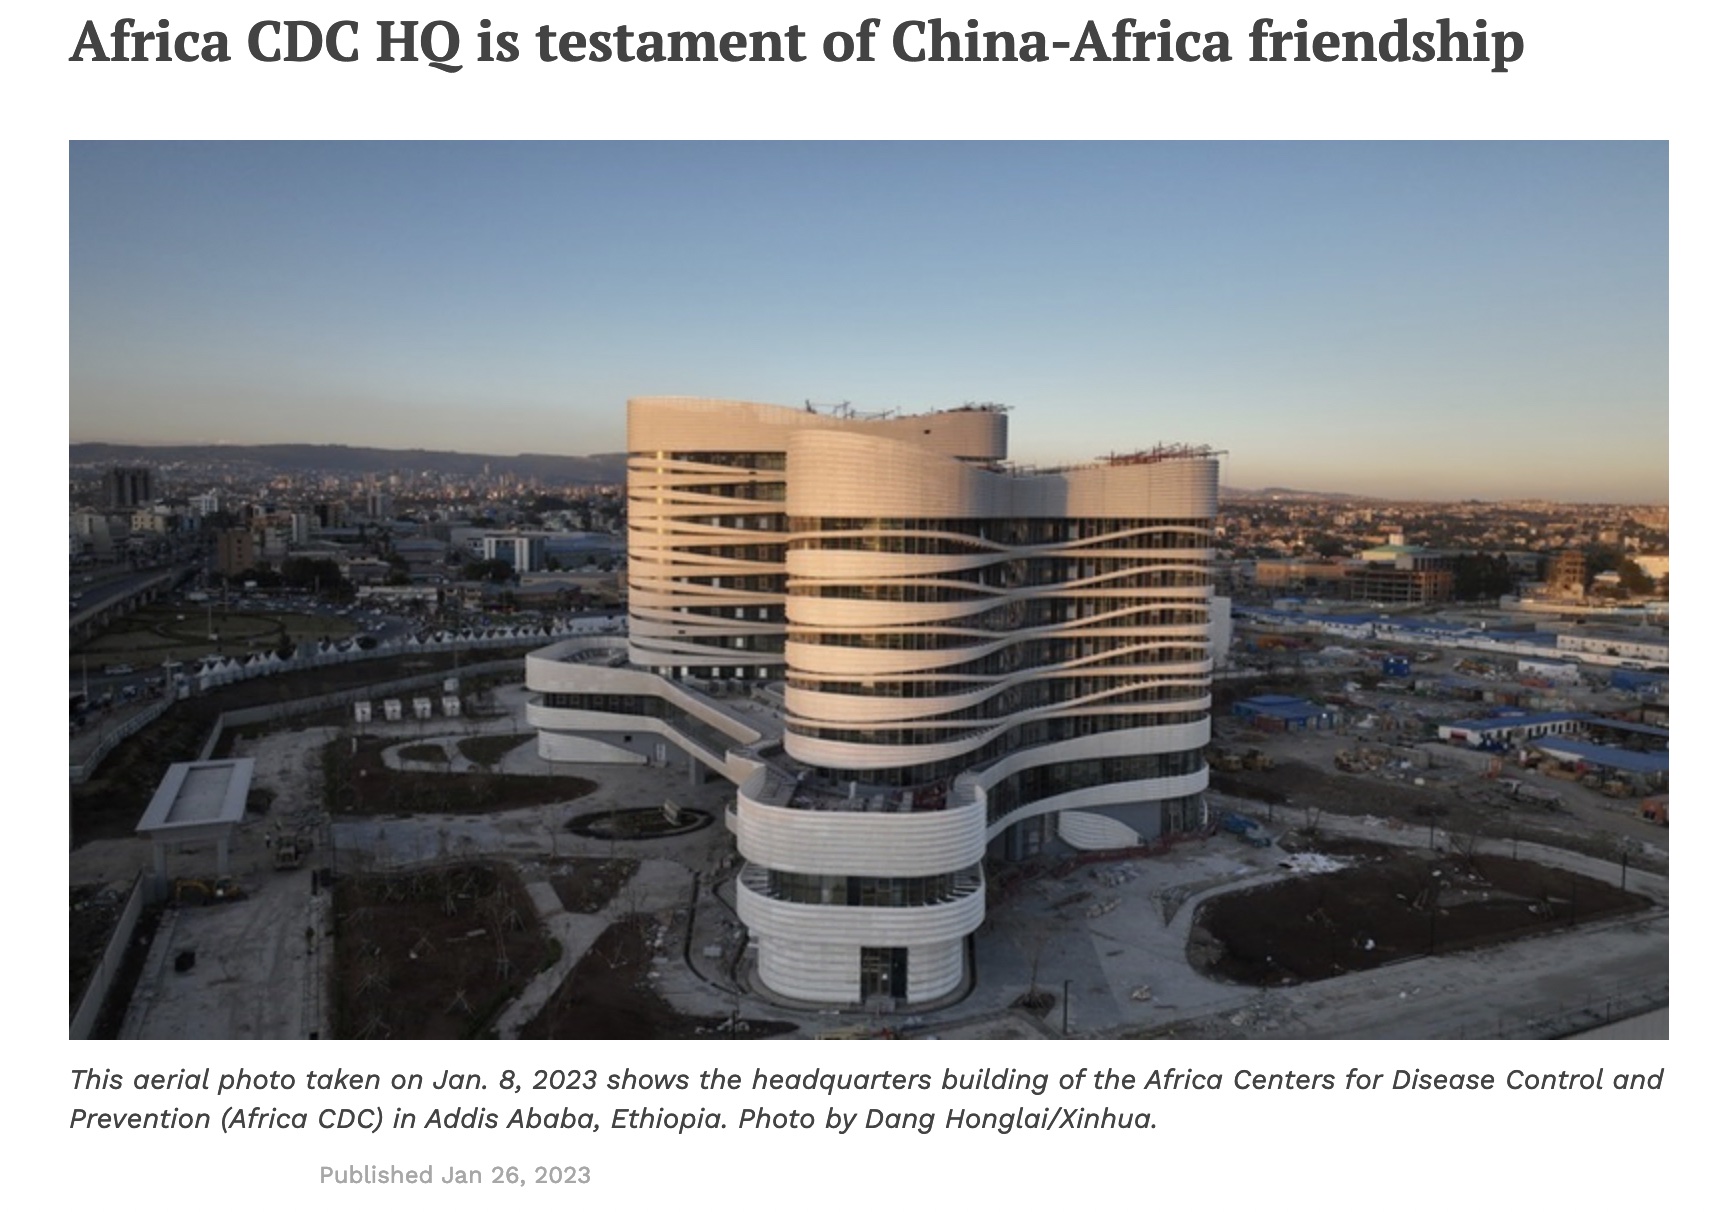 Africa CDC HQ is testament of China-Africa friendship
This aerial photo taken on Jan. 8, 2023 shows the headquarters building of the Africa Centers for Disease Control and
Prevention (Africa CDC) in Addis Ababa, Ethiopia. Photo by Dang Honglai/Xinhua.
Published Jan 26, 2023